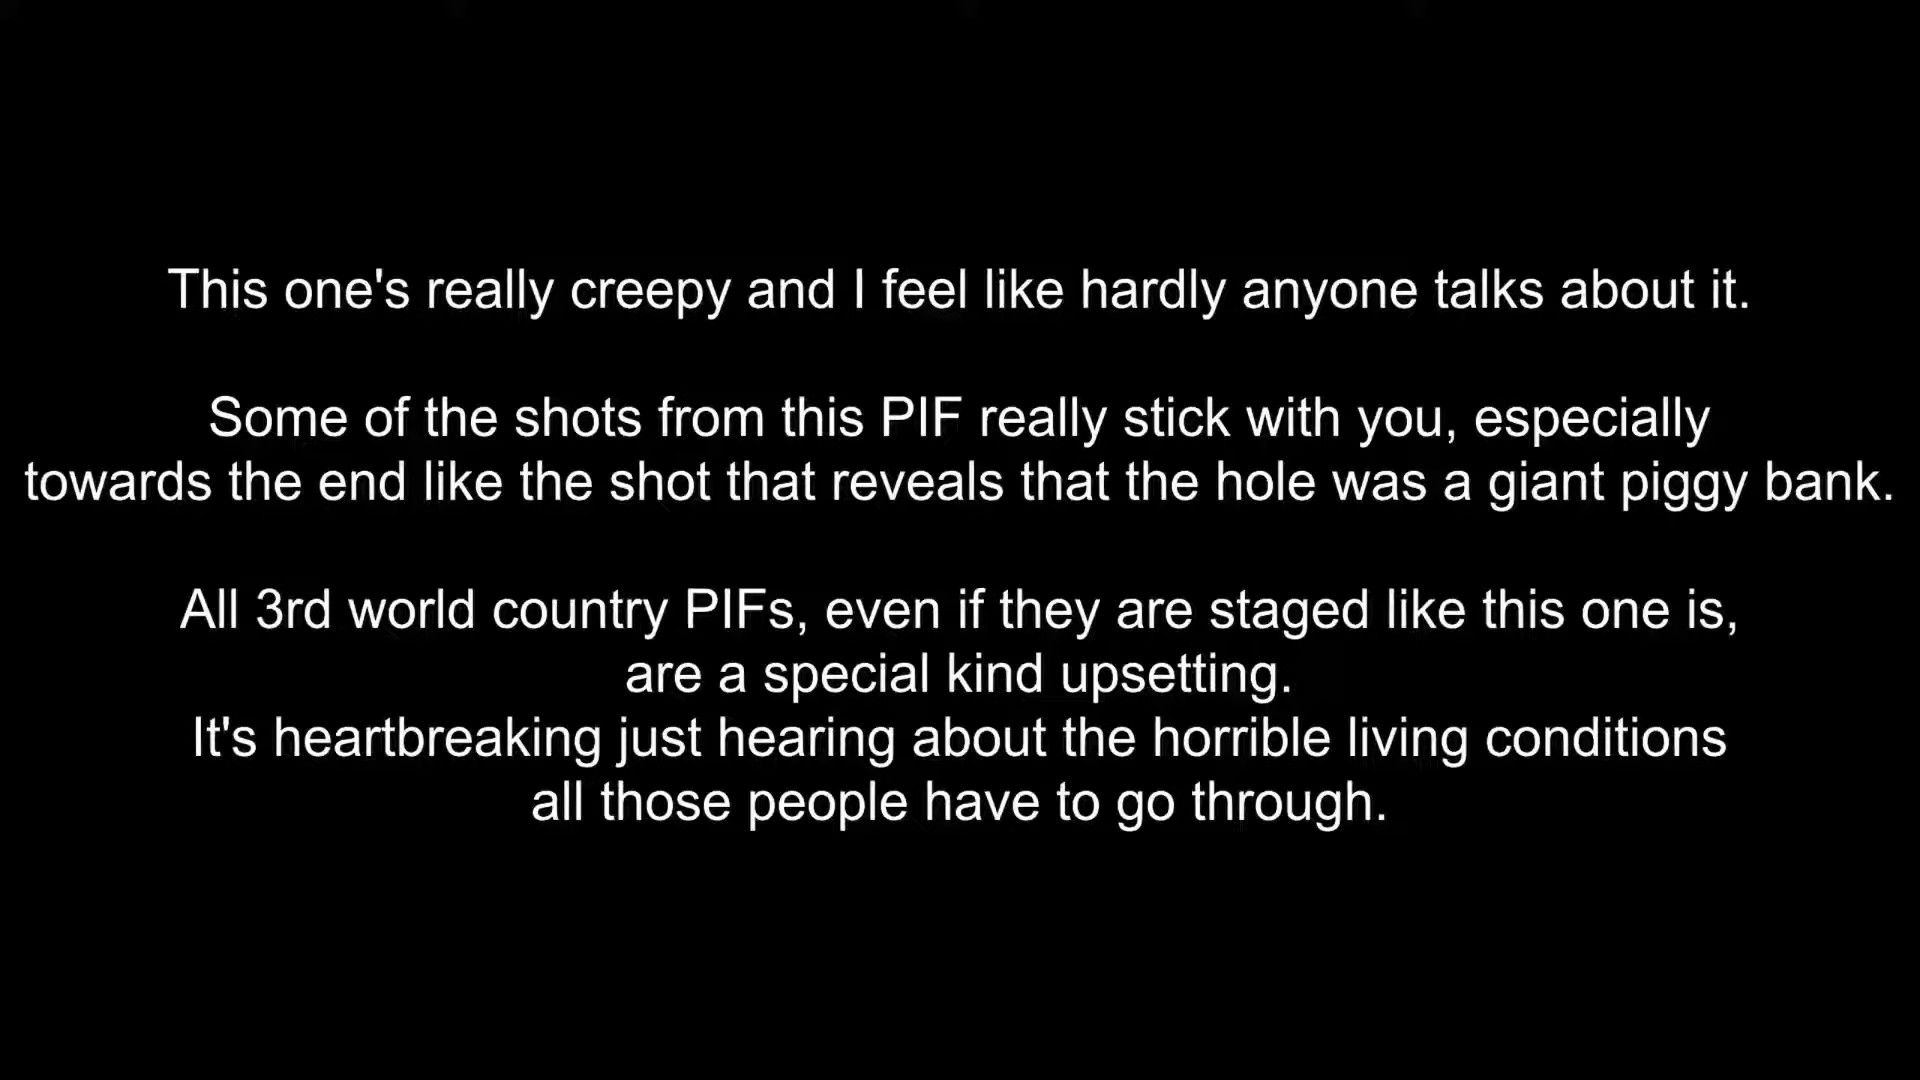 This one's really creepy and I feel like hardly anyone talks about it.
Some of the shots from this PIF really stick with you, especially
towards the end like the shot that reveals that the hole was a giant piggy bank.
All 3rd world country PIFs, even if they are staged like this one is,
are a special kind upsetting.
It's heartbreaking just hearing about the horrible living conditions
all those people have to go through.